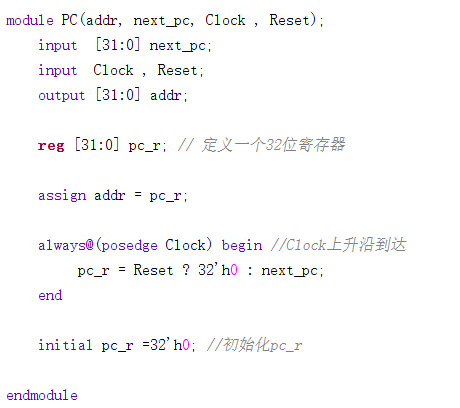 module PC(addr, next_pc, Clock , Reset);
input [31:0] next_pc;
input Clock , Reset;
output [31:0] addr;
reg [31:0] pc_r; // 定义一个32位寄存器
assign addr = pc_r;
always@(posedge Clock) begin //Clock上升沿到达
pc_r = Reset ? 32'h0 : next_pc;
end
initial pc_r =32'h0; //初始化pc_r
endmodule